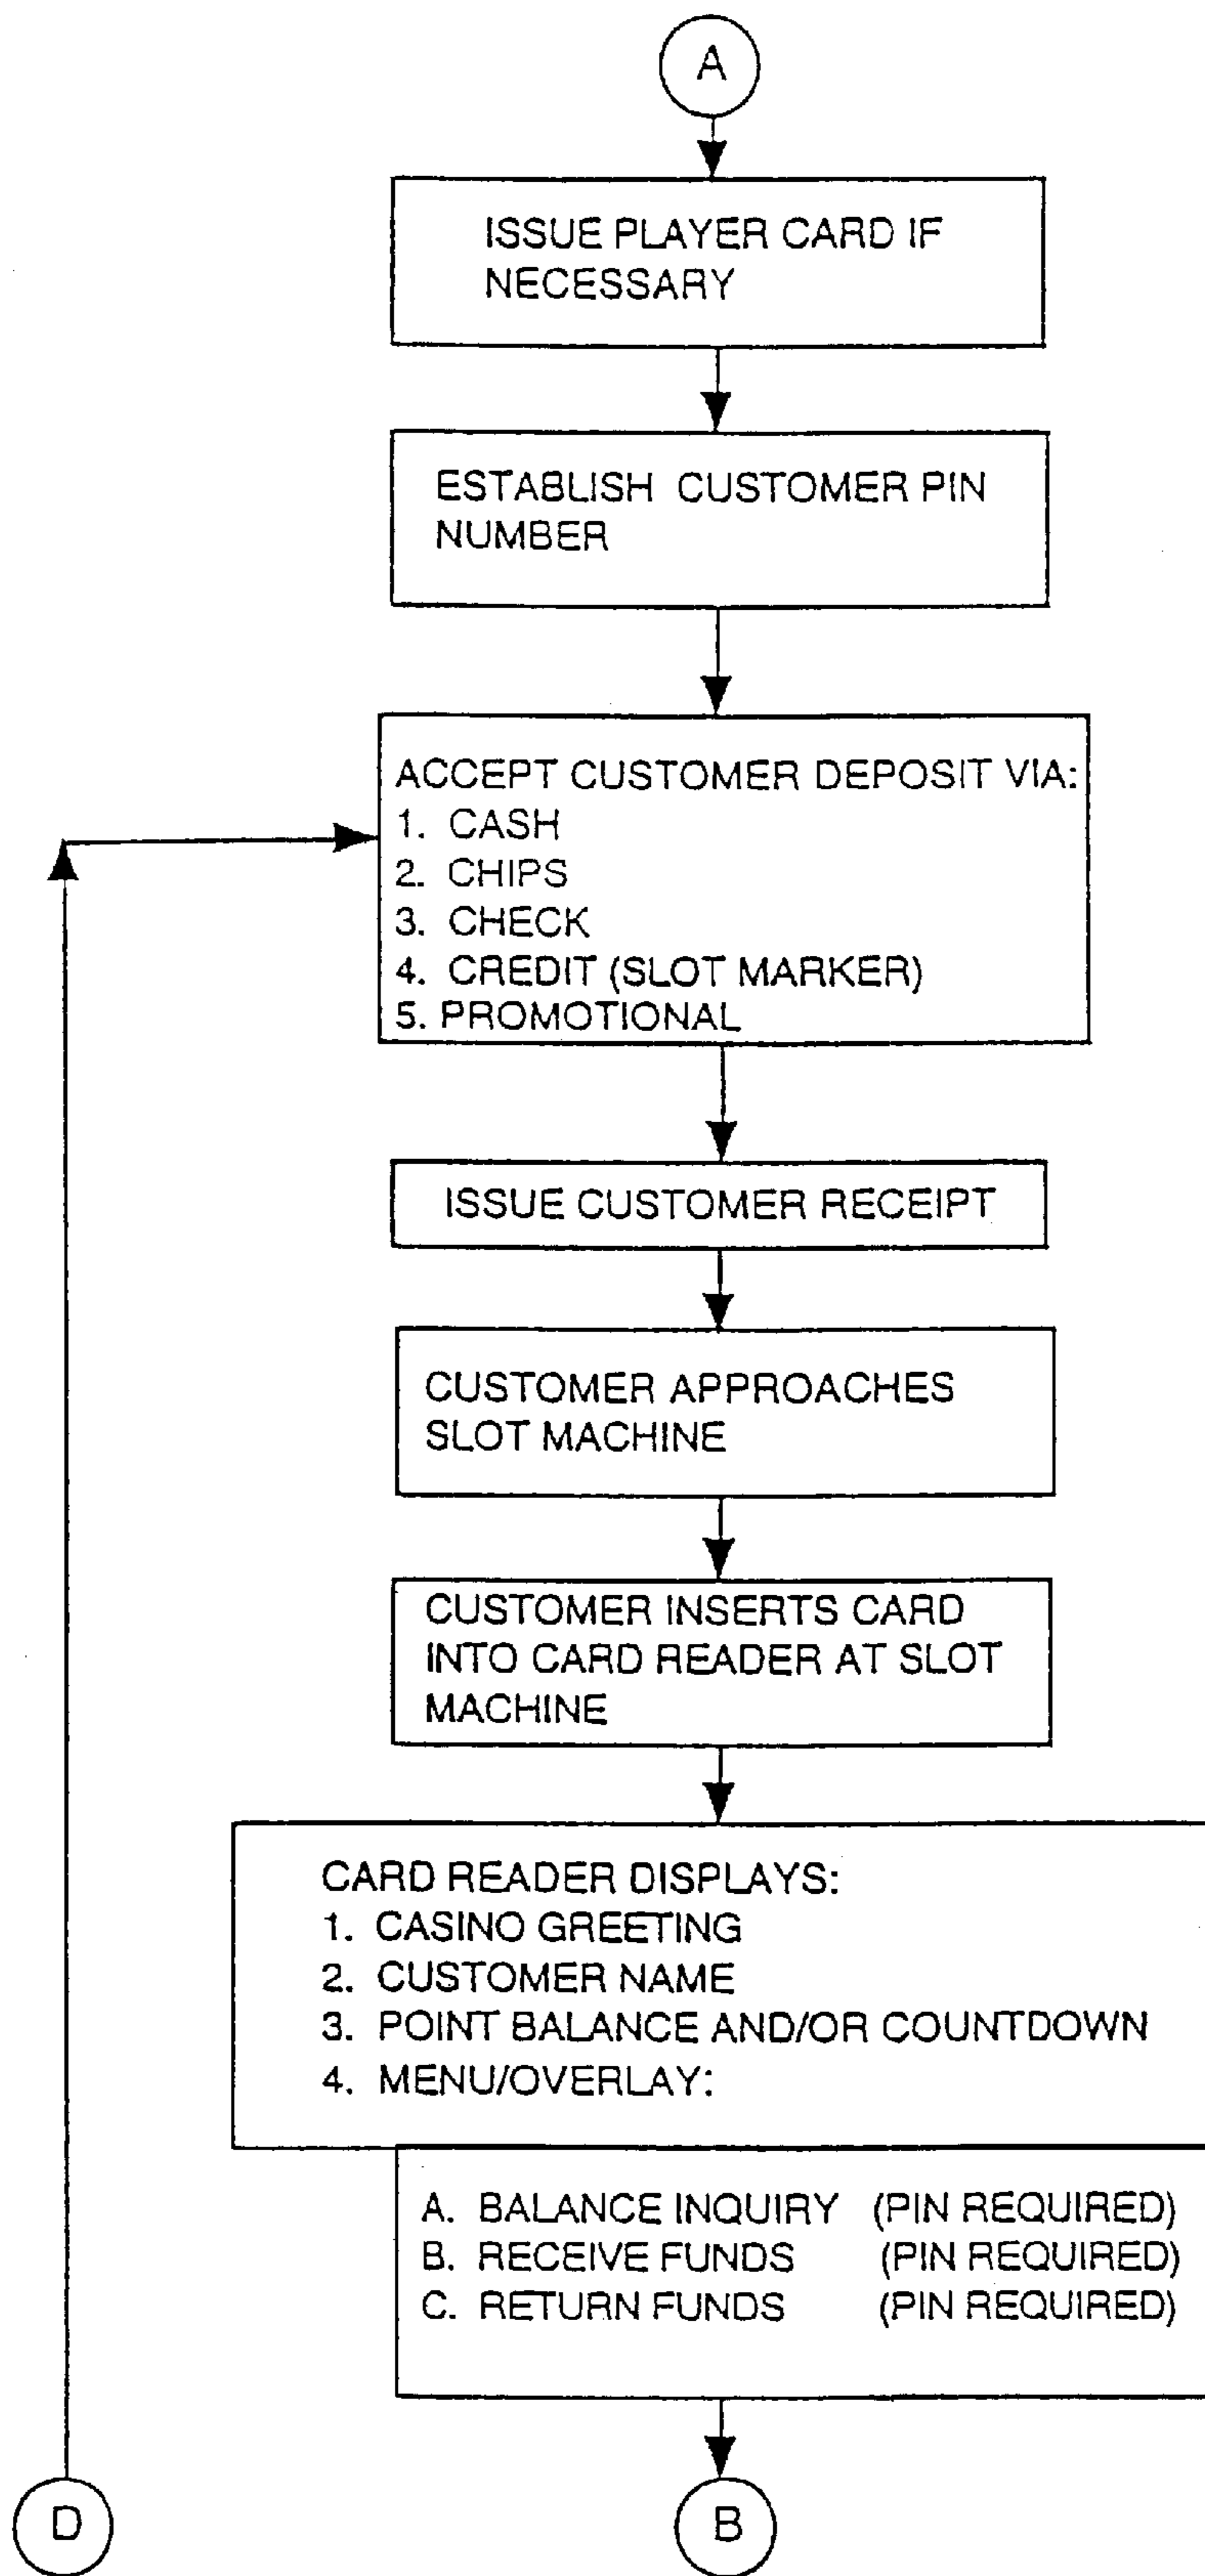 A
ISSUE PLAYER CARD IF
NECESSARY
ESTABLISH CUSTOMER PIN
NUMBER
ACCEPT CUSTOMER DEPOSIT VIA:
1. CASH
2. CHIPS
3. CHECK
4. CREDIT (SLOT MARKER)
5. PROMOTIONAL
ISSUE CUSTOMER RECEIPT
CUSTOMER APPROACHES
SLOT MACHINE
CUSTOMER INSERTS CARD
INTO CARD READER AT SLOT
MACHINE
CARD READER DISPLAYS:
1. CASINO GREETING
2. CUSTOMER NAME
3. POINT BALANCE AND/OR COUNTDOWN
4. MENU/OVERLAY:
A. BALANCE INQUIRY (PIN REQUIRED)
B. RECEIVE FUNDS (PIN REQUIRED)
C. RETURN FUNDS (PIN REQUIRED)
D
B